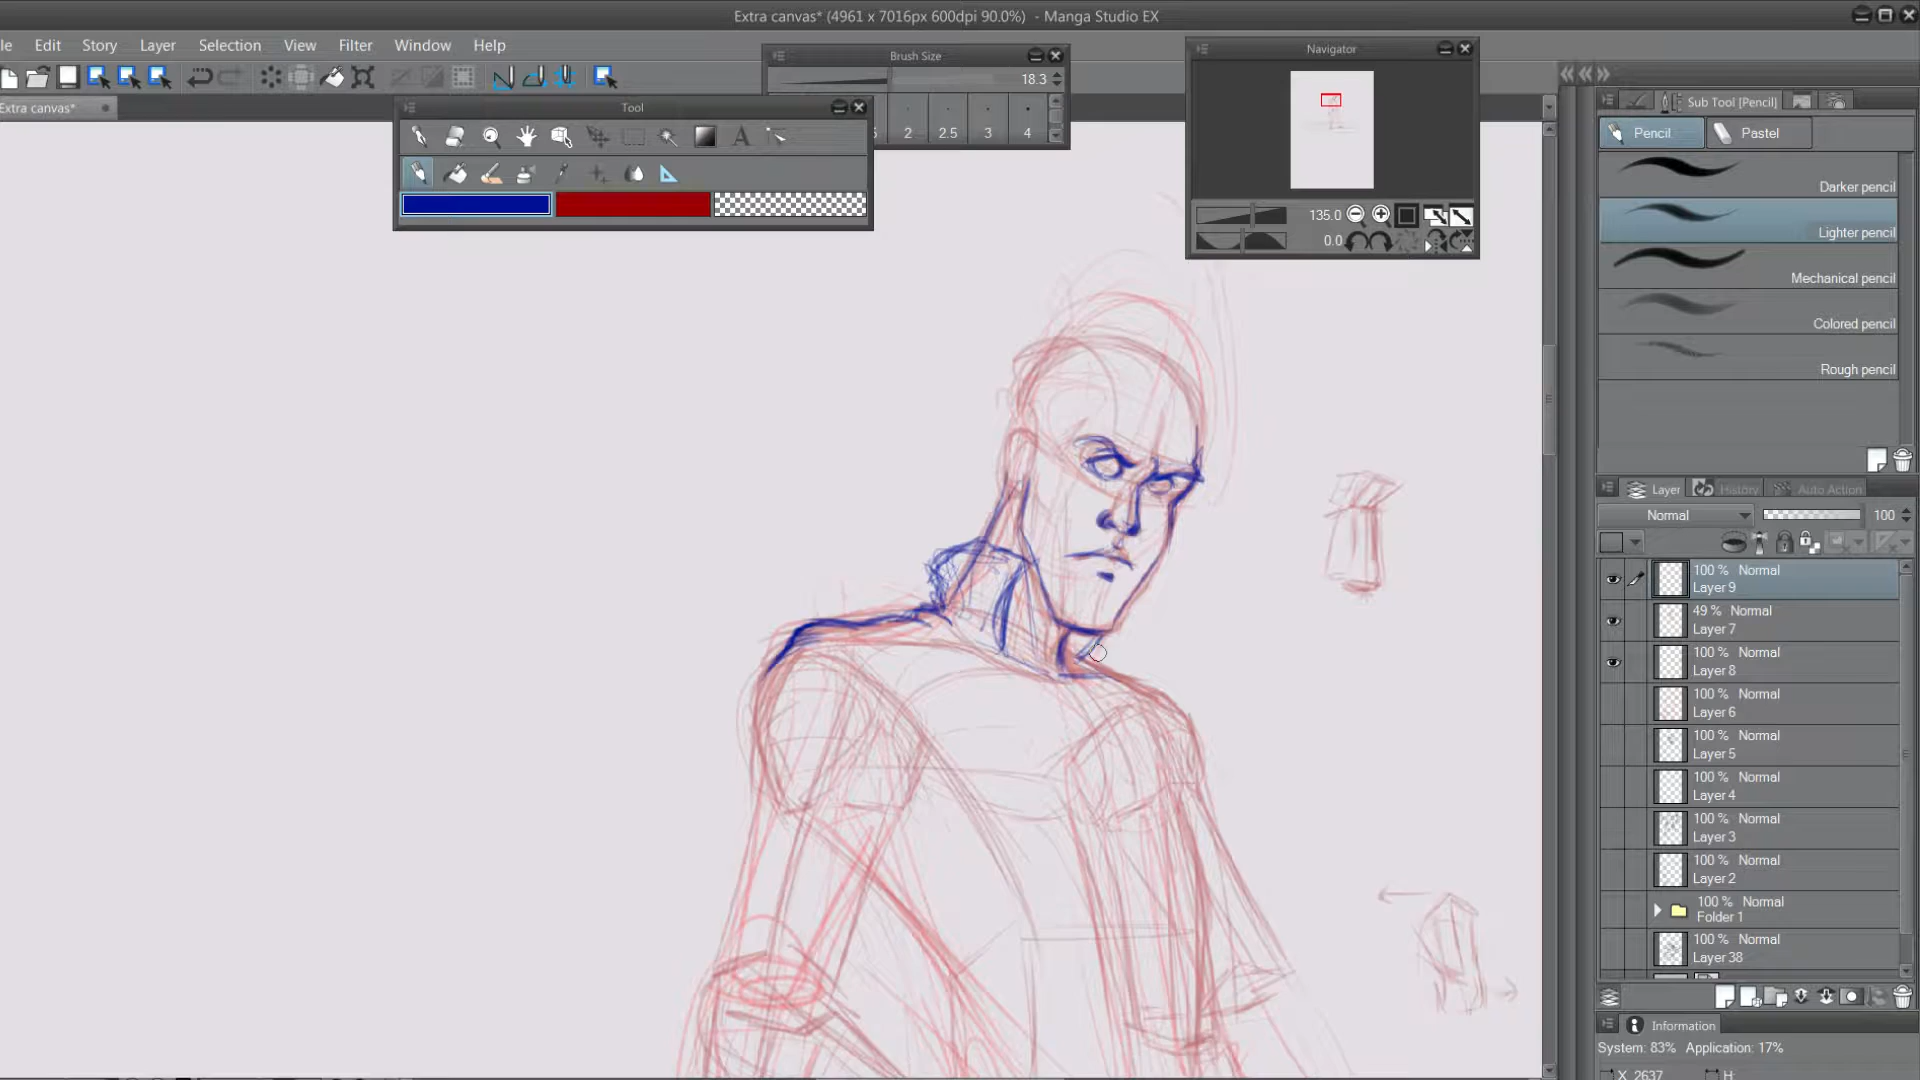 Extra canvas* (4961 x 7016px 600dpi 90.0%) - Manga Studio EX
le Edit Story Layer Selection View Filter Window Help
Extra canvas*
Brush Size
18.3
5 2 2.5 3 4
Tool
A
Navigator
135.0
0.0
Sub Tool [Pencil]
Pencil Pastel
Darker pencil
Lighter pencil
Mechanical pencil
Colored pencil
Rough pencil
Layer History Auto Action
Normal 100
100 % Normal
Layer 9
49 % Normal
Layer 7
100 % Normal
Layer 8
100 % Normal
Layer 6
100 % Normal
Layer 5
100 % Normal
Layer 4
100 % Normal
Layer 3
100 % Normal
Layer 2
100 % Normal
Folder 1
100 % Normal
Layer 38
Information
System: 83% Application: 17%
X 2637 H: